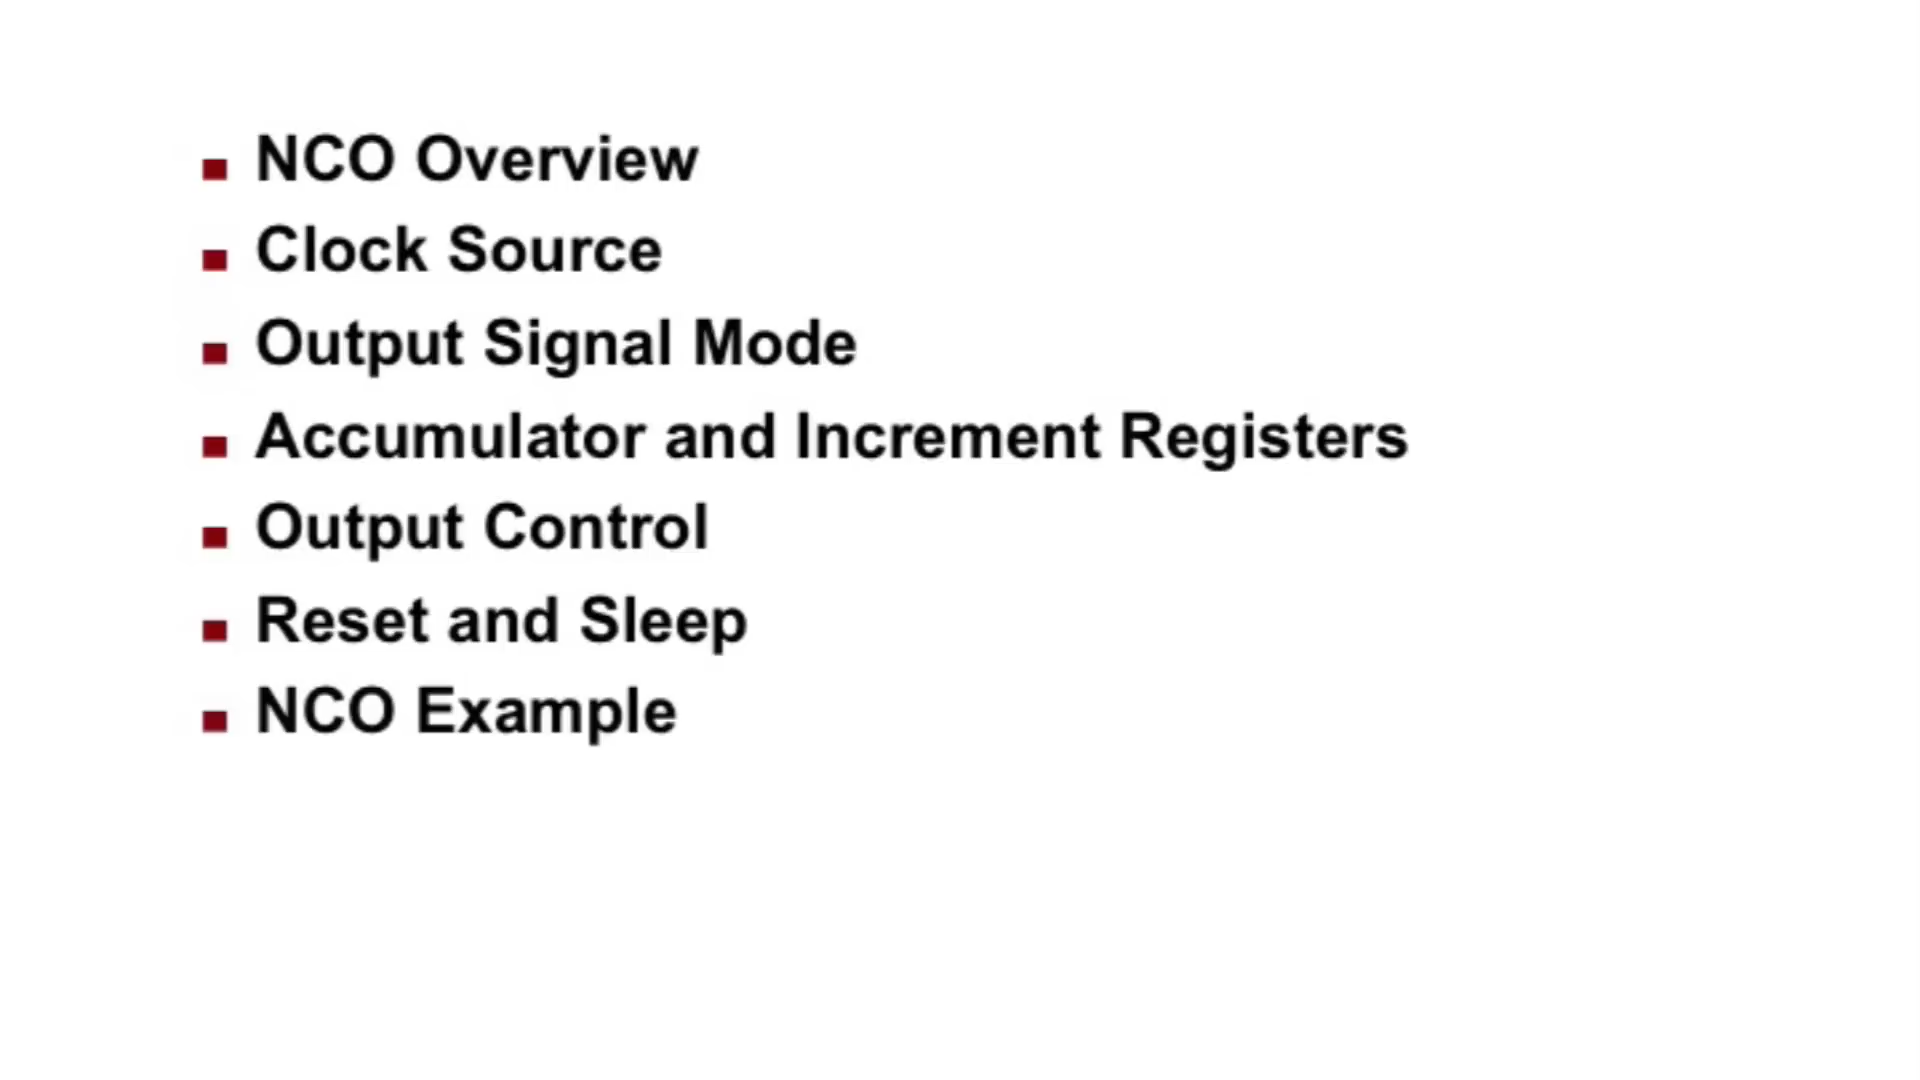 NCO Overview
Clock Source
Output Signal Mode
Accumulator and Increment Registers
Output Control
Reset and Sleep
NCO Example